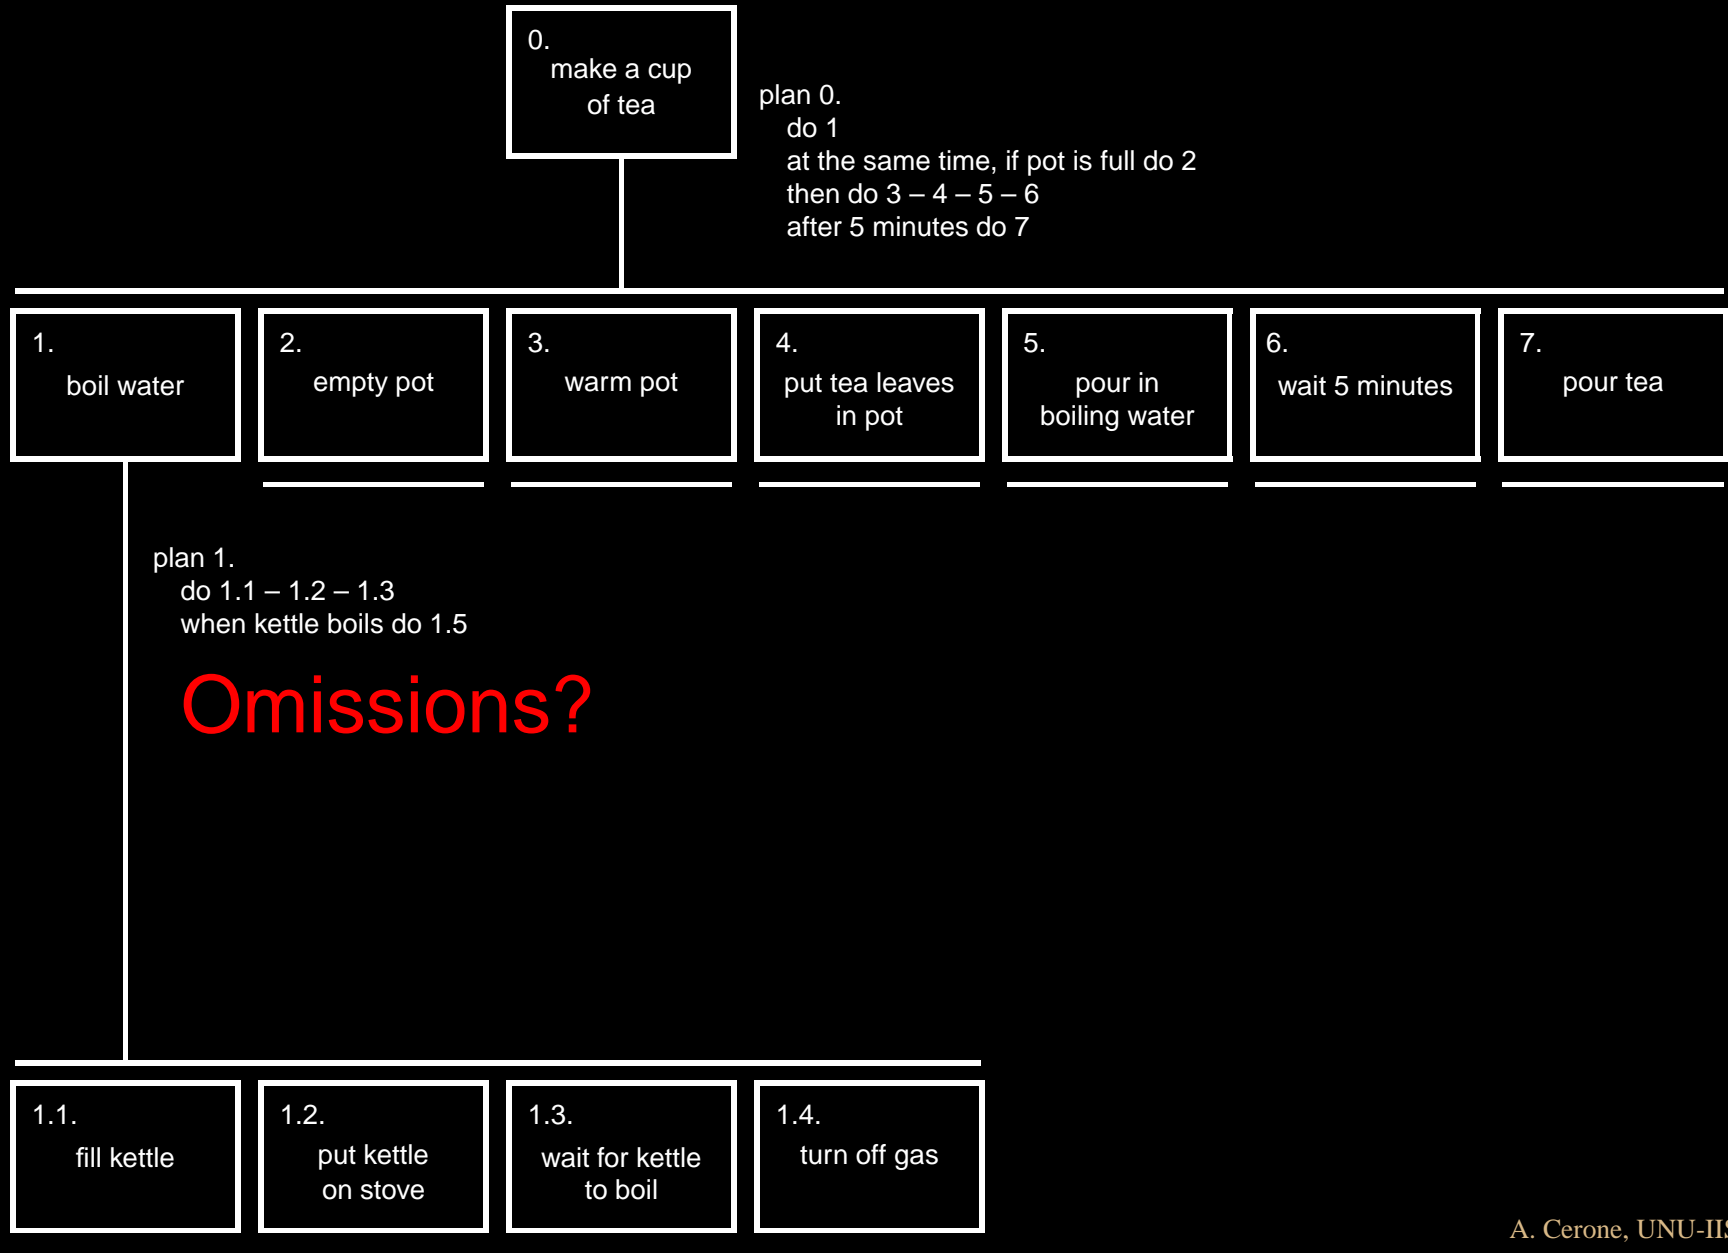 0.
make a cup
of tea
plan 0.
do 1
at the same time, if pot is full do 2
then do 3 – 4 – 5 – 6
after 5 minutes do 7
1.
boil water
2.
empty pot
3.
warm pot
4.
put tea leaves
in pot
5.
pour in
boiling water
6.
wait 5 minutes
7.
pour tea
plan 1.
do 1.1 – 1.2 – 1.3
when kettle boils do 1.5
Omissions?
1.1.
fill kettle
1.2.
put kettle
on stove
1.3.
wait for kettle
to boil
1.4.
turn off gas
A. Cerone, UNU-IIS